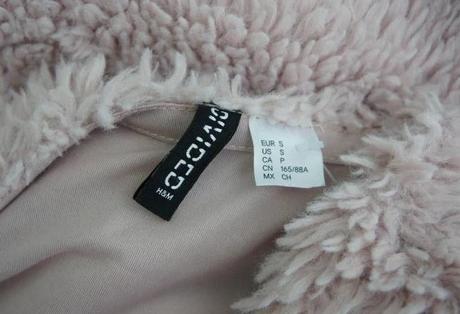 DIVIDED
H&M
EUR S
US S
CA P
CN 165/88A
MX CH